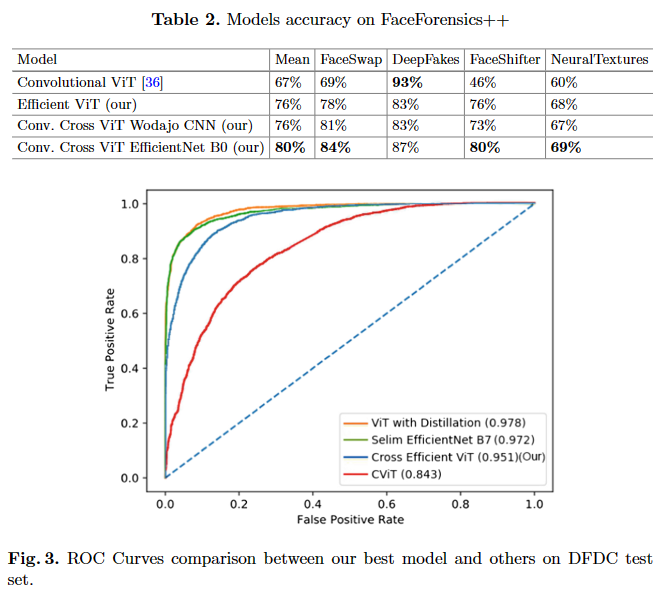 Table 2. Models accuracy on FaceForensics++
Model Mean FaceSwap DeepFakes FaceShifter NeuralTextures
Convolutional ViT [36] 67% 69% 93% 46% 60%
Efficient ViT (our) 76% 78% 83% 76% 68%
Conv. Cross ViT Wodajo CNN (our) 76% 81% 83% 73% 67%
Conv. Cross ViT EfficientNet B0 (our) 80% 84% 87% 80% 69%
1.0
0.8
0.6
0.4
0.2
0.0
True Positive Rate
ViT with Distillation (0.978)
Selim EfficientNet B7 (0.972)
Cross Efficient ViT (0.951)(Our)
CViT (0.843)
0.0 0.2 0.4 0.6 0.8 1.0
False Positive Rate
Fig. 3. ROC Curves comparison between our best model and others on DFDC test
set.